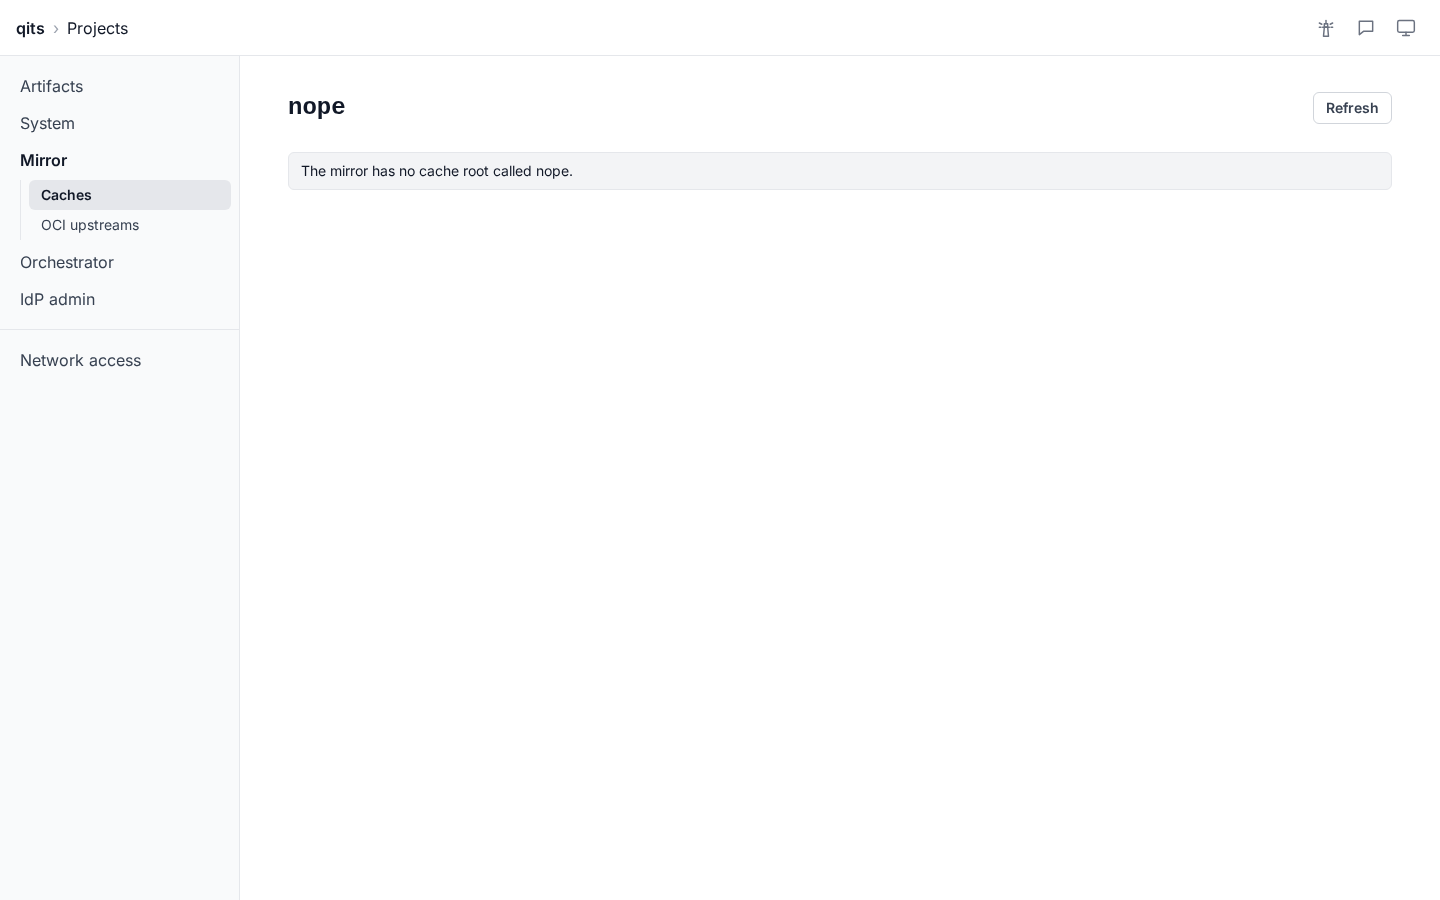 qits › Projects
Artifacts
System
Mirror
Caches
OCI upstreams
Orchestrator
IdP admin
Network access
nope
Refresh
The mirror has no cache root called nope.